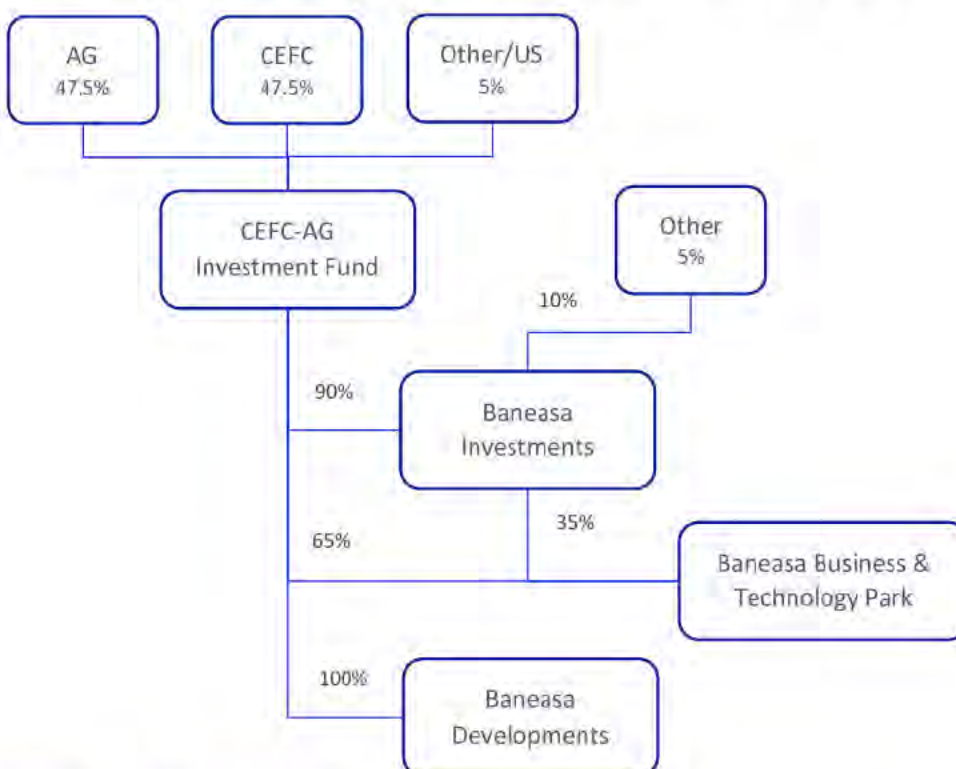 AG
47.5%
CEFC
47.5%
Other/US
5%
CEFC-AG
Investment Fund
Other
5%
10%
90%
Baneasa
Investments
35%
65%
Baneasa Business &
Technology Park
100%
Baneasa
Developments